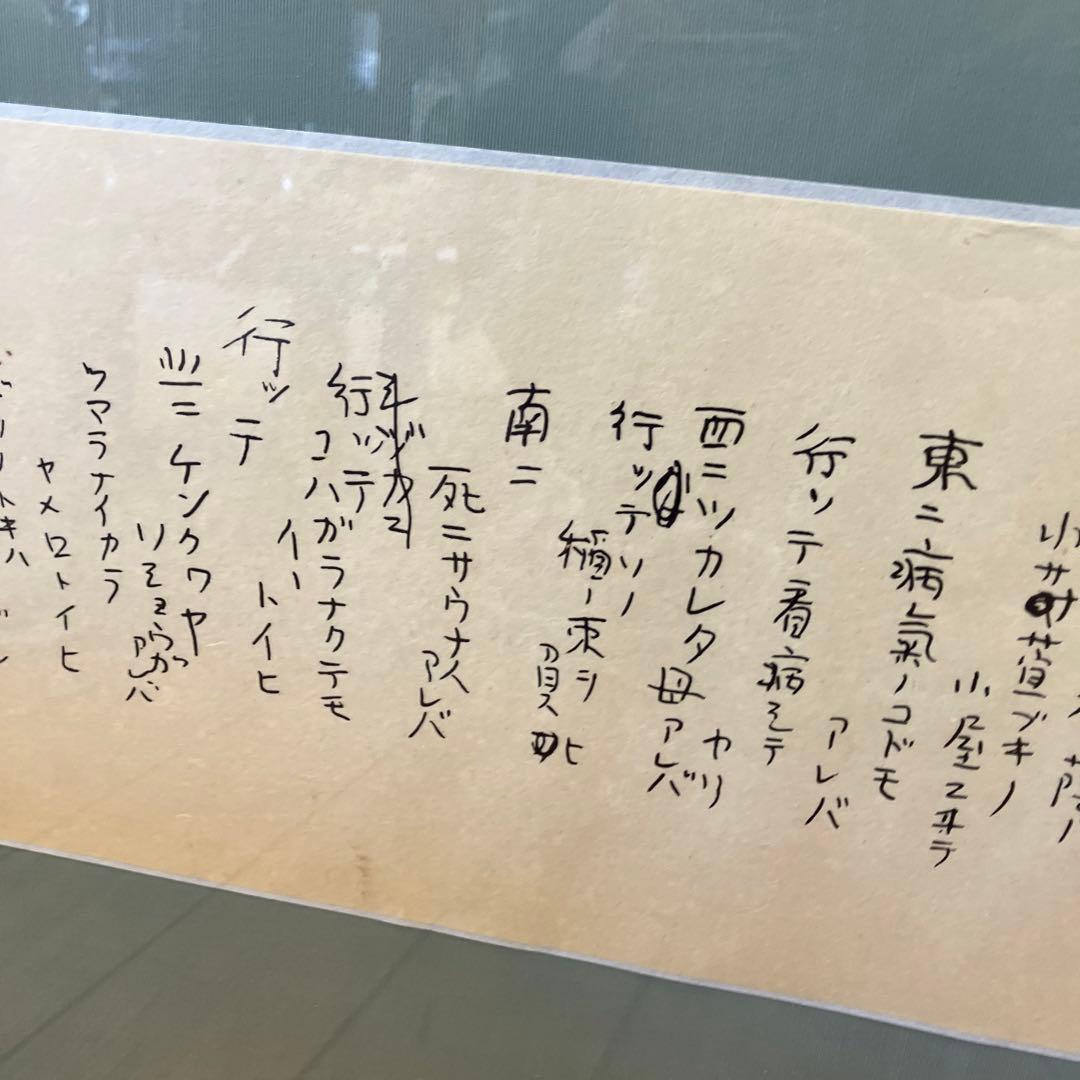 小サナ萓ブキノ
小屋ニヰテ
東ニ病氣ノコドモ
アレバ
行ッテ看病シテ
ヤリ
西ニツカレタ母アレバ
行ッテソノ
稲ノ束ヲ
負ヒ
南ニ
死ニサウナ人
アレバ
行ッテ
コハガラナクテモ
イヽ
トイヒ
行ッテ
北ニケンクヮヤ
ソショウガ
アレバ
ツマラナイカラ
ヤメロトイヒ